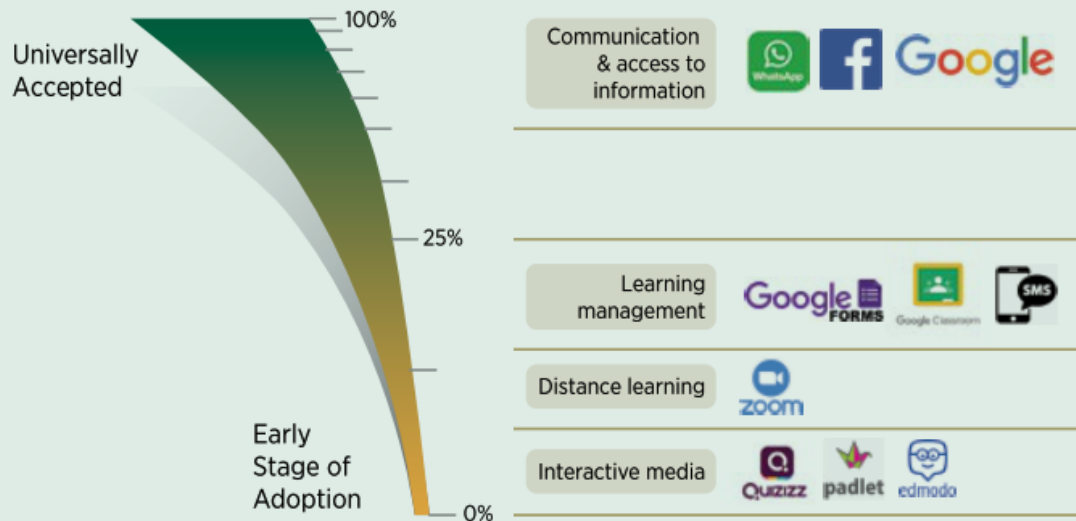 100%
Universally
Accepted
Communication
& access to
information
WhatsApp
f
Google
25%
Learning
management
Google
FORMS
Google Classroom
SMS
Distance learning
zoom
Early
Stage of
Adoption
Interactive media
Quizizz
padlet
edmodo
0%